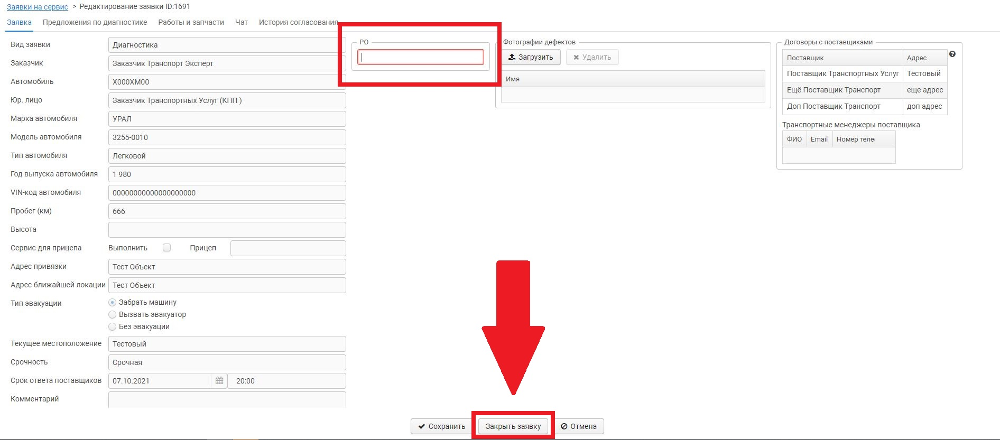 Заявки на сервис > Редактирование заявки ID:1691
Заявка Предложения по диагностике Работы и запчасти Чат История согласования
Вид заявки Диагностика
Заказчик Заказчик Транспорт Эксперт
Автомобиль Х000ХМ00
Юр. лицо Заказчик Транспортных Услуг (КПП )
Марка автомобиля УРАЛ
Модель автомобиля 3255-0010
Тип автомобиля Легковой
Год выпуска автомобиля 1 980
VIN-код автомобиля 00000000000000000000
Пробег (км) 666
Высота
Сервис для прицепа Выполнить Прицеп
Адрес привязки Тест Объект
Адрес ближайшей локации Тест Объект
Тип эвакуации Забрать машину
Вызвать эвакуатор
Без эвакуации
Текущее местоположение Тестовый
Срочность Срочная
Срок ответа поставщиков 07.10.2021 20:00
Комментарий
PO
Фотографии дефектов
Загрузить Удалить
Имя
Договоры с поставщиками
Поставщик Адрес
Поставщик Транспортных Услуг Тестовый
Ещё Поставщик Транспорт еще адрес
Доп Поставщик Транспорт доп адрес
Транспортные менеджеры поставщика
ФИО Email Номер теле
Сохранить Закрыть заявку Отмена